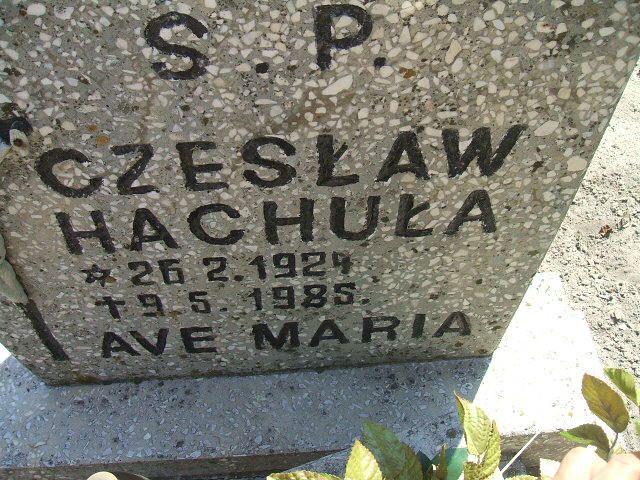 S. P.
CZESŁAW
HACHUŁA
* 26 2. 1924.
✝ 9 5. 1985.
AVE MARIA